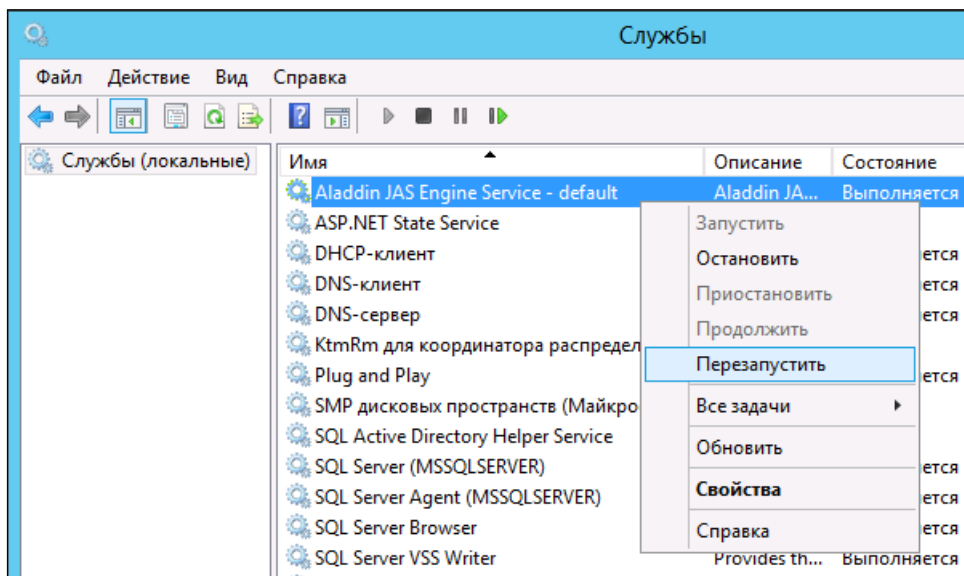 Службы
Файл Действие Вид Справка
Службы (локальные)
Имя Описание Состояние
Aladdin JAS Engine Service - default Aladdin JA... Выполняется
ASP.NET State Service
DHCP-клиент
DNS-клиент
DNS-сервер
KtmRm для координатора
Plug and Play
SMP дисковых пространств
SQL Active Directory Helper Service
SQL Server (MSSQLSERVER)
SQL Server Agent (MSSQLSERVER)
SQL Server Browser
SQL Server VSS Writer Provides th... Выполняется
Запустить
Остановить
Приостановить
Продолжить
Перезапустить
Все задачи
Обновить
Свойства
Справка